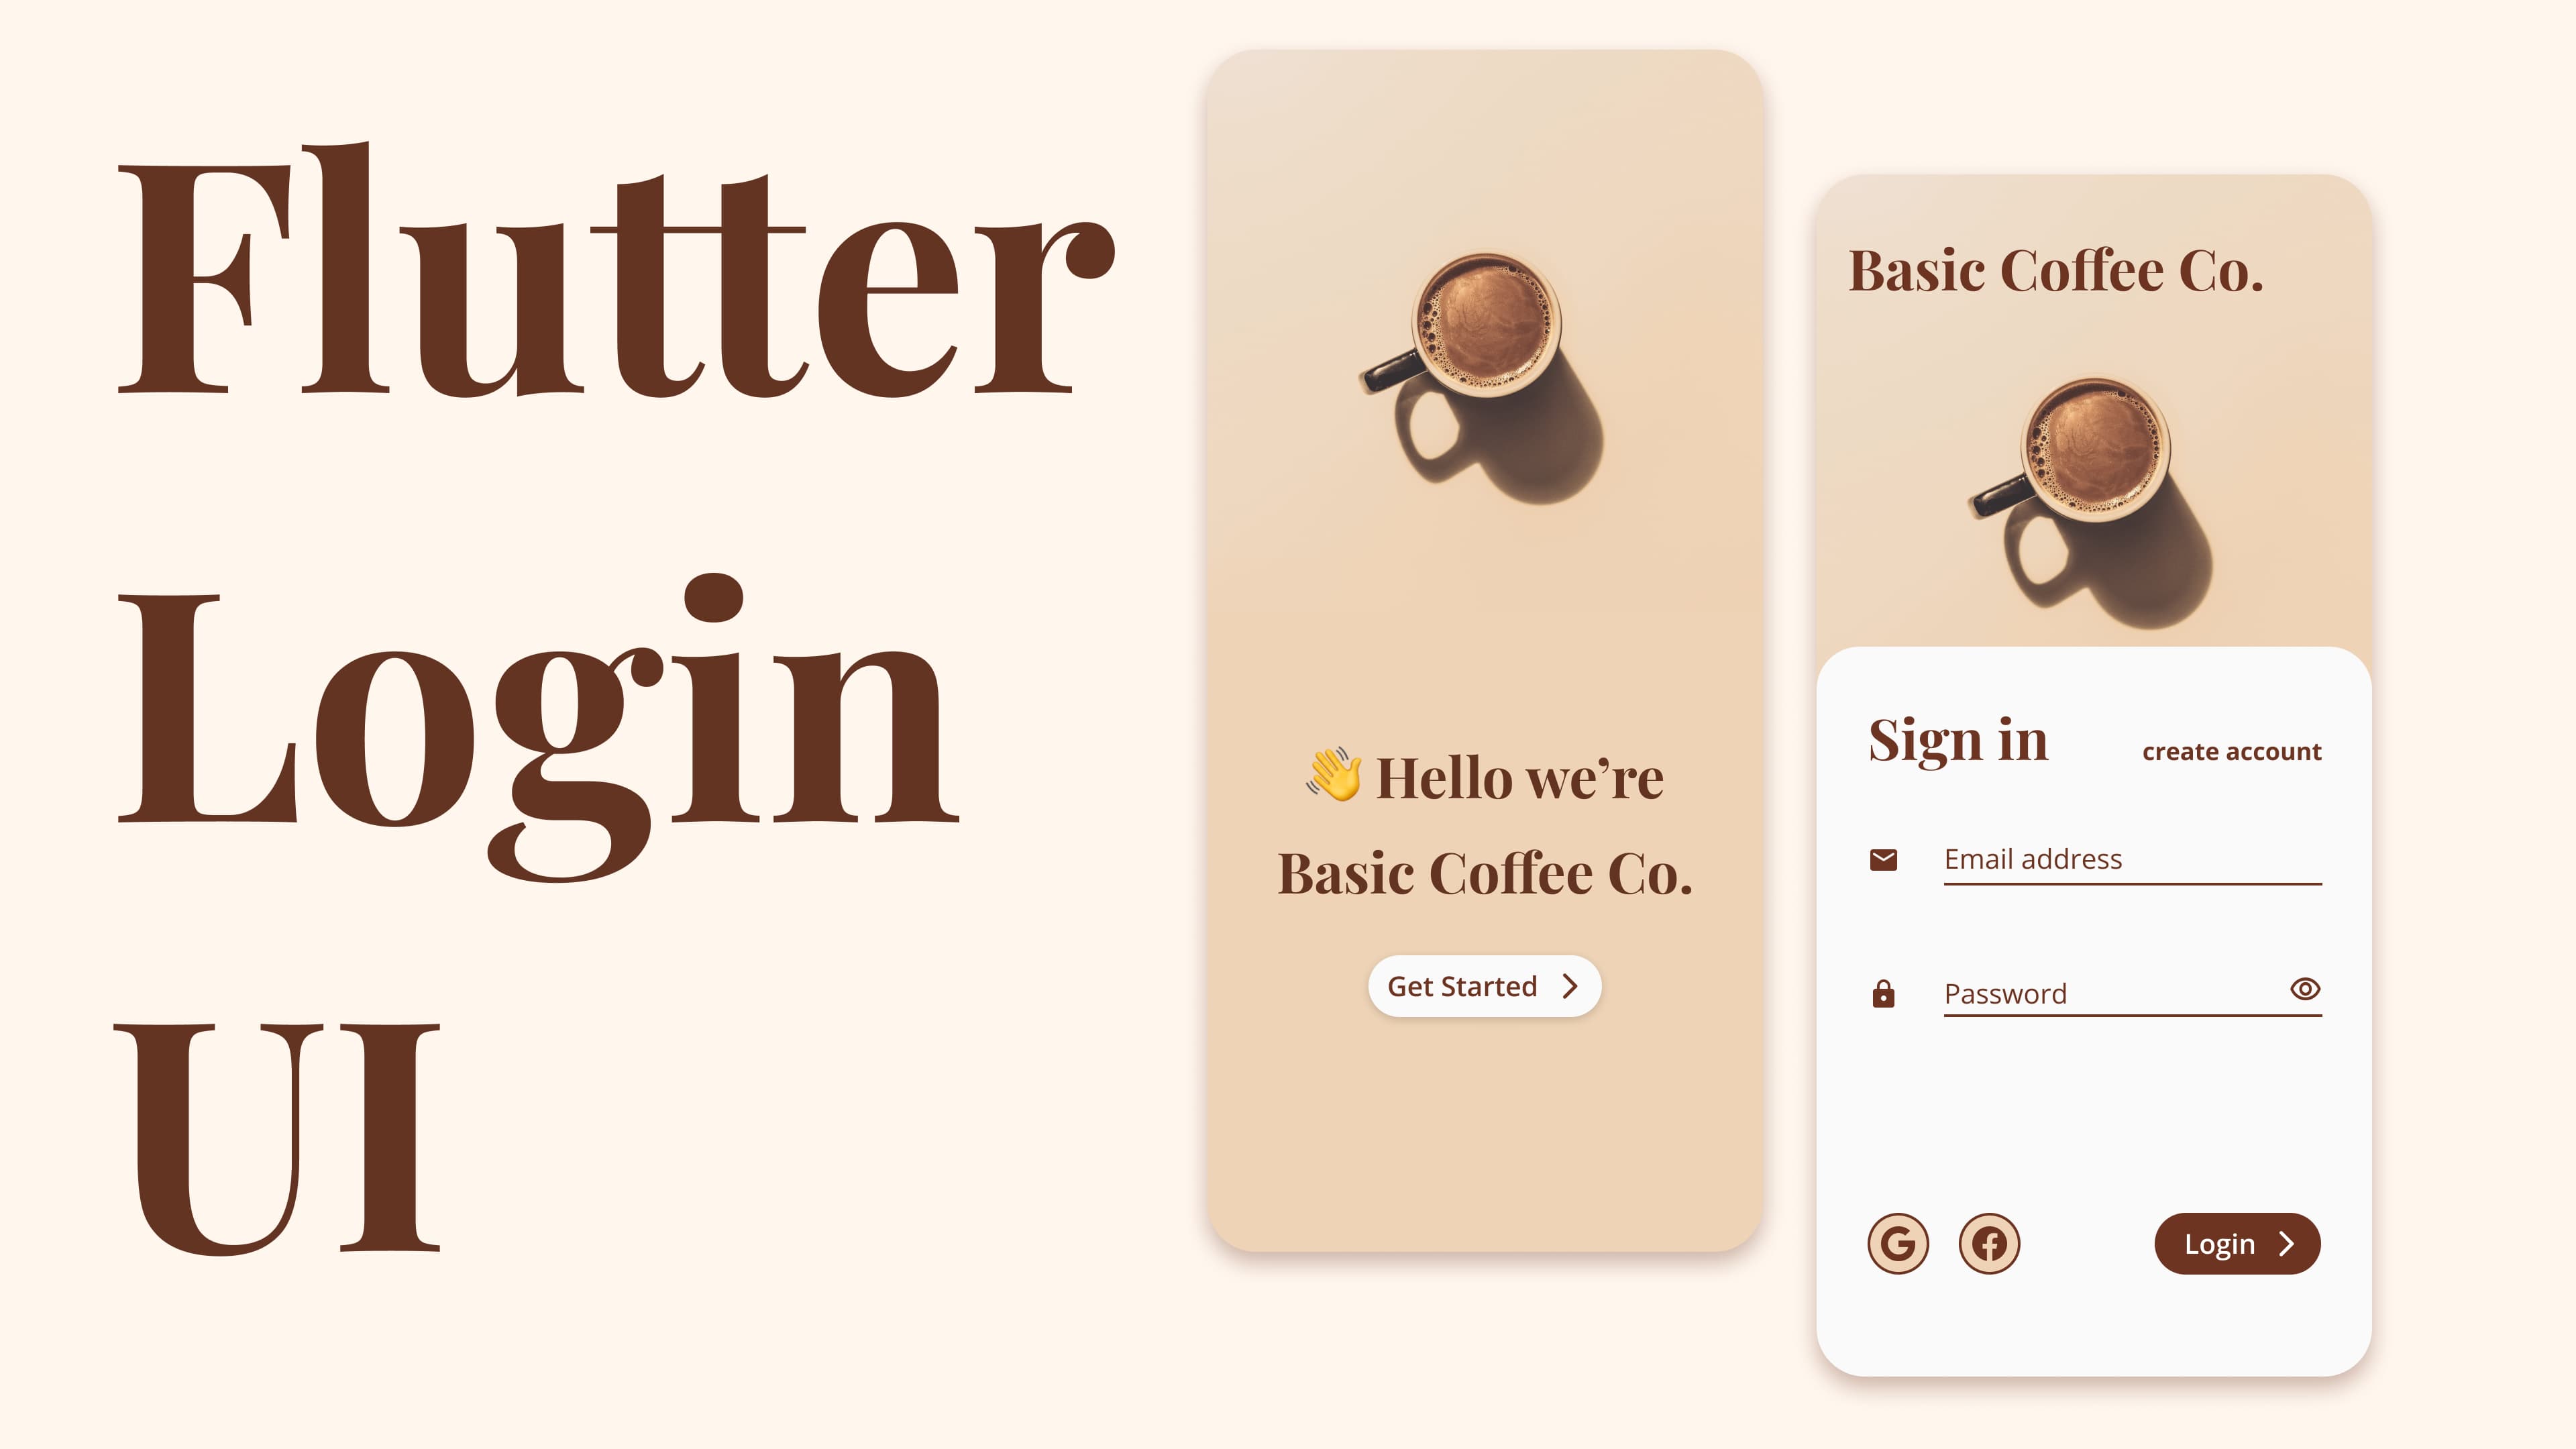 Flutter
Login
UI
👋 Hello we’re
Basic Coffee Co.
Get Started
Basic Coffee Co.
Sign in
create account
Email address
Password
Login